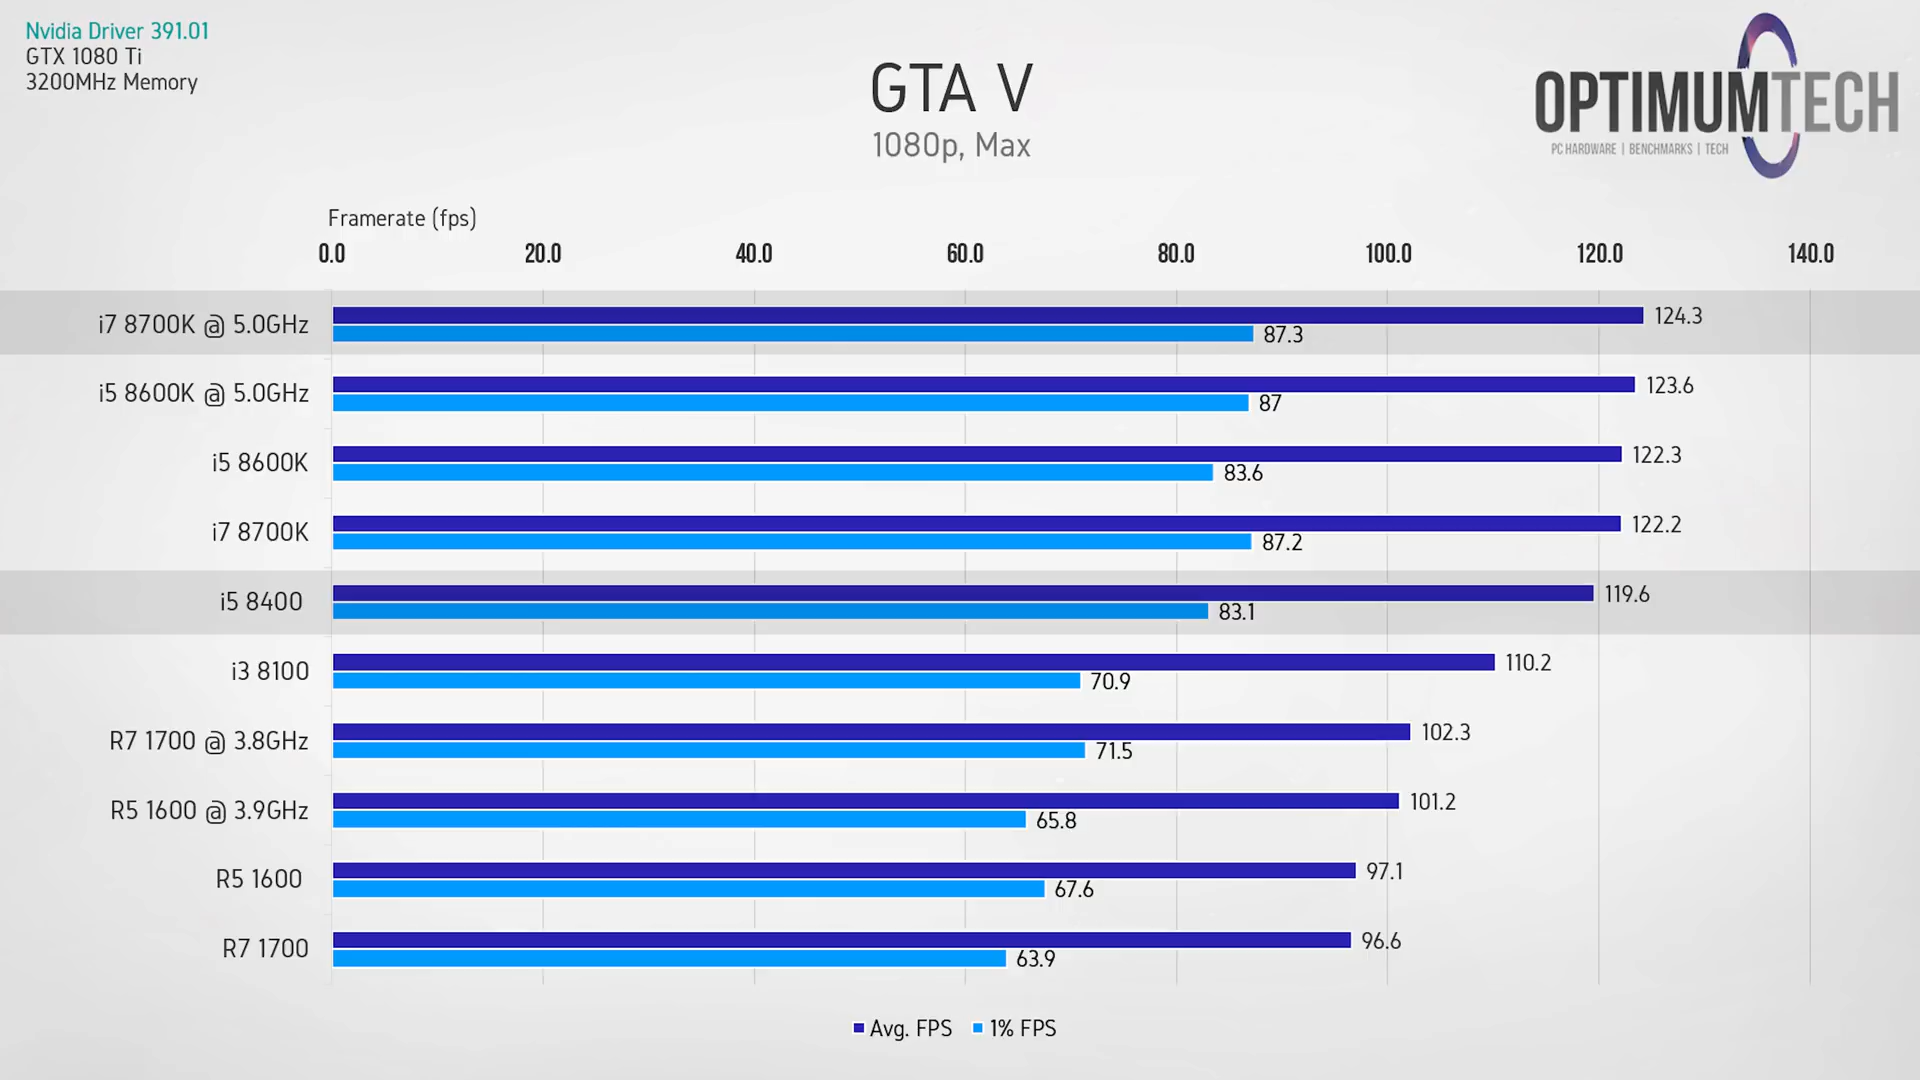 Nvidia Driver 391.01
GTX 1080 Ti
3200MHz Memory
GTA V
1080p, Max
OPTIMUMTECH
PC HARDWARE | BENCHMARKS | TECH
Framerate (fps)
0.0 20.0 40.0 60.0 80.0 100.0 120.0 140.0
i7 8700K @ 5.0GHz 124.3
87.3
i5 8600K @ 5.0GHz 123.6
87
i5 8600K 122.3
83.6
i7 8700K 122.2
87.2
i5 8400 119.6
83.1
i3 8100 110.2
70.9
R7 1700 @ 3.8GHz 102.3
71.5
R5 1600 @ 3.9GHz 101.2
65.8
R5 1600 97.1
67.6
R7 1700 96.6
63.9
Avg. FPS 1% FPS